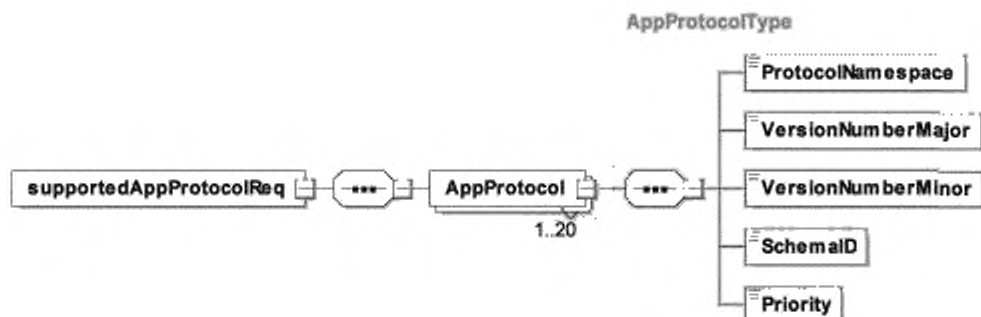 AppProtocolType
ProtocolNamespace
VersionNumberMajor
supportedAppProtocolReq
AppProtocol
VersionNumberMinor
1..20
SchemaID
Priority